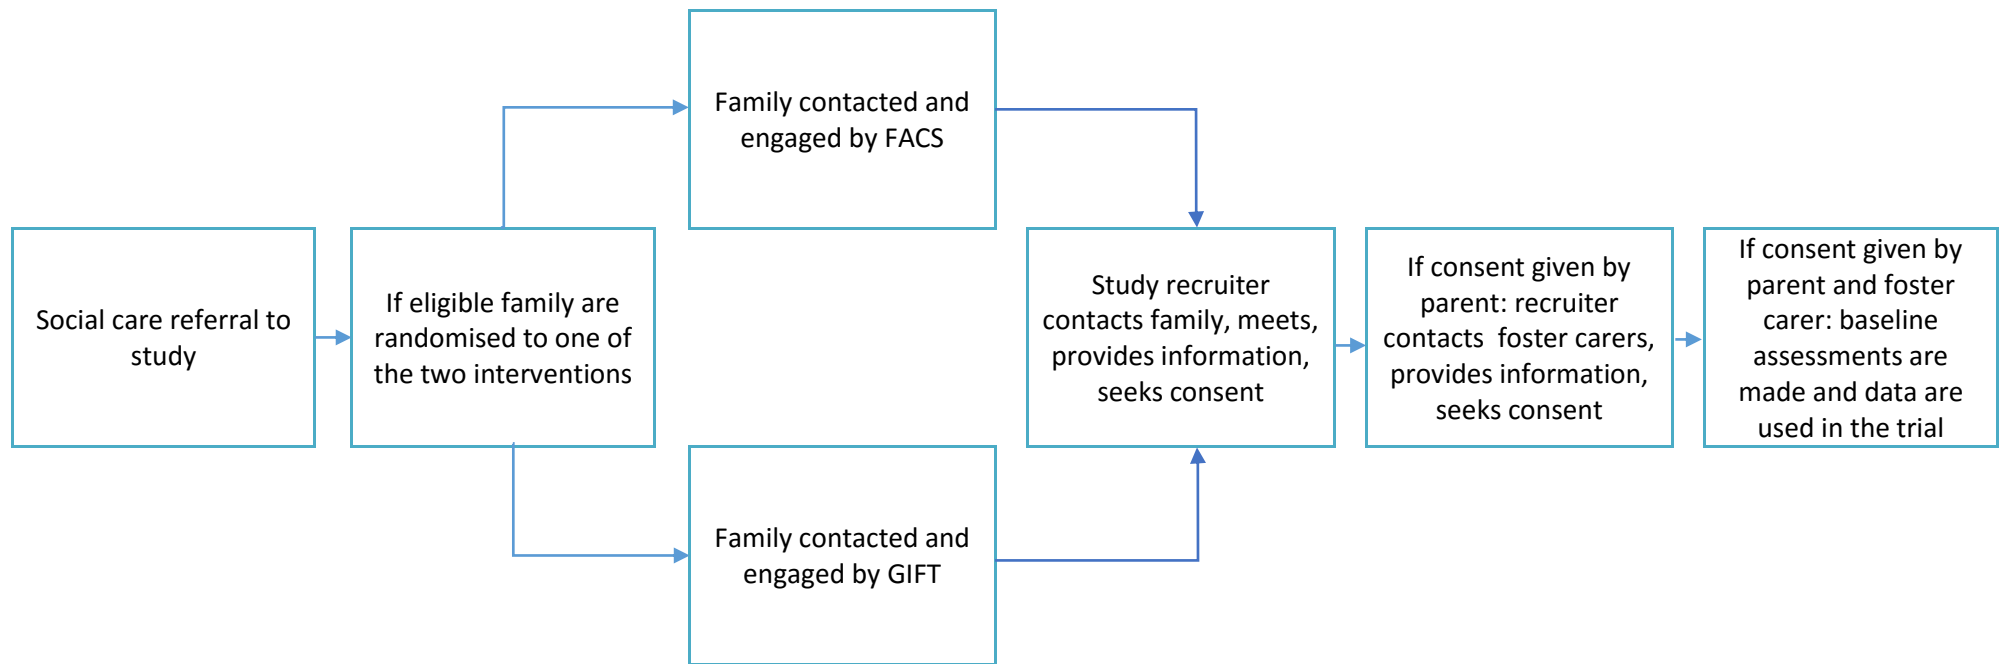 Social care referral to
study
If eligible family are
randomised to one of
the two interventions
Family contacted and
engaged by FACS
Family contacted and
engaged by GIFT
Study recruiter
contacts family, meets,
provides information,
seeks consent
If consent given by
parent: recruiter
contacts  foster carers,
provides information,
seeks consent
If consent given by
parent and foster
carer: baseline
assessments are
made and data are
used in the trial